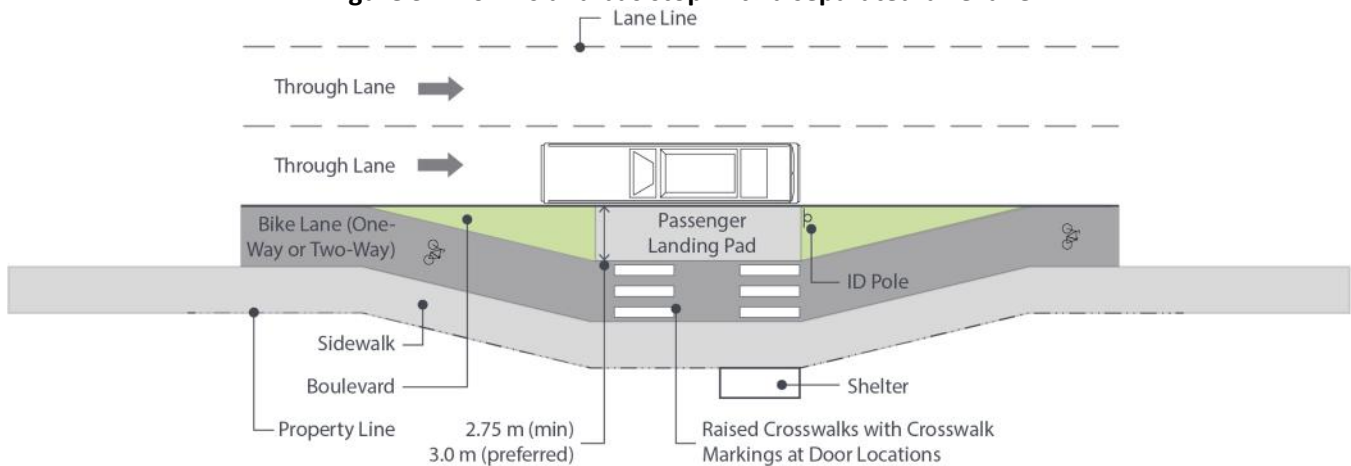 Lane Line
Through Lane
Through Lane
Bike Lane (One-
Way or Two-Way)
Passenger
Landing Pad
ID Pole
Sidewalk
Boulevard
Shelter
Property Line
2.75 m (min)
3.0 m (preferred)
Raised Crosswalks with Crosswalk
Markings at Door Locations